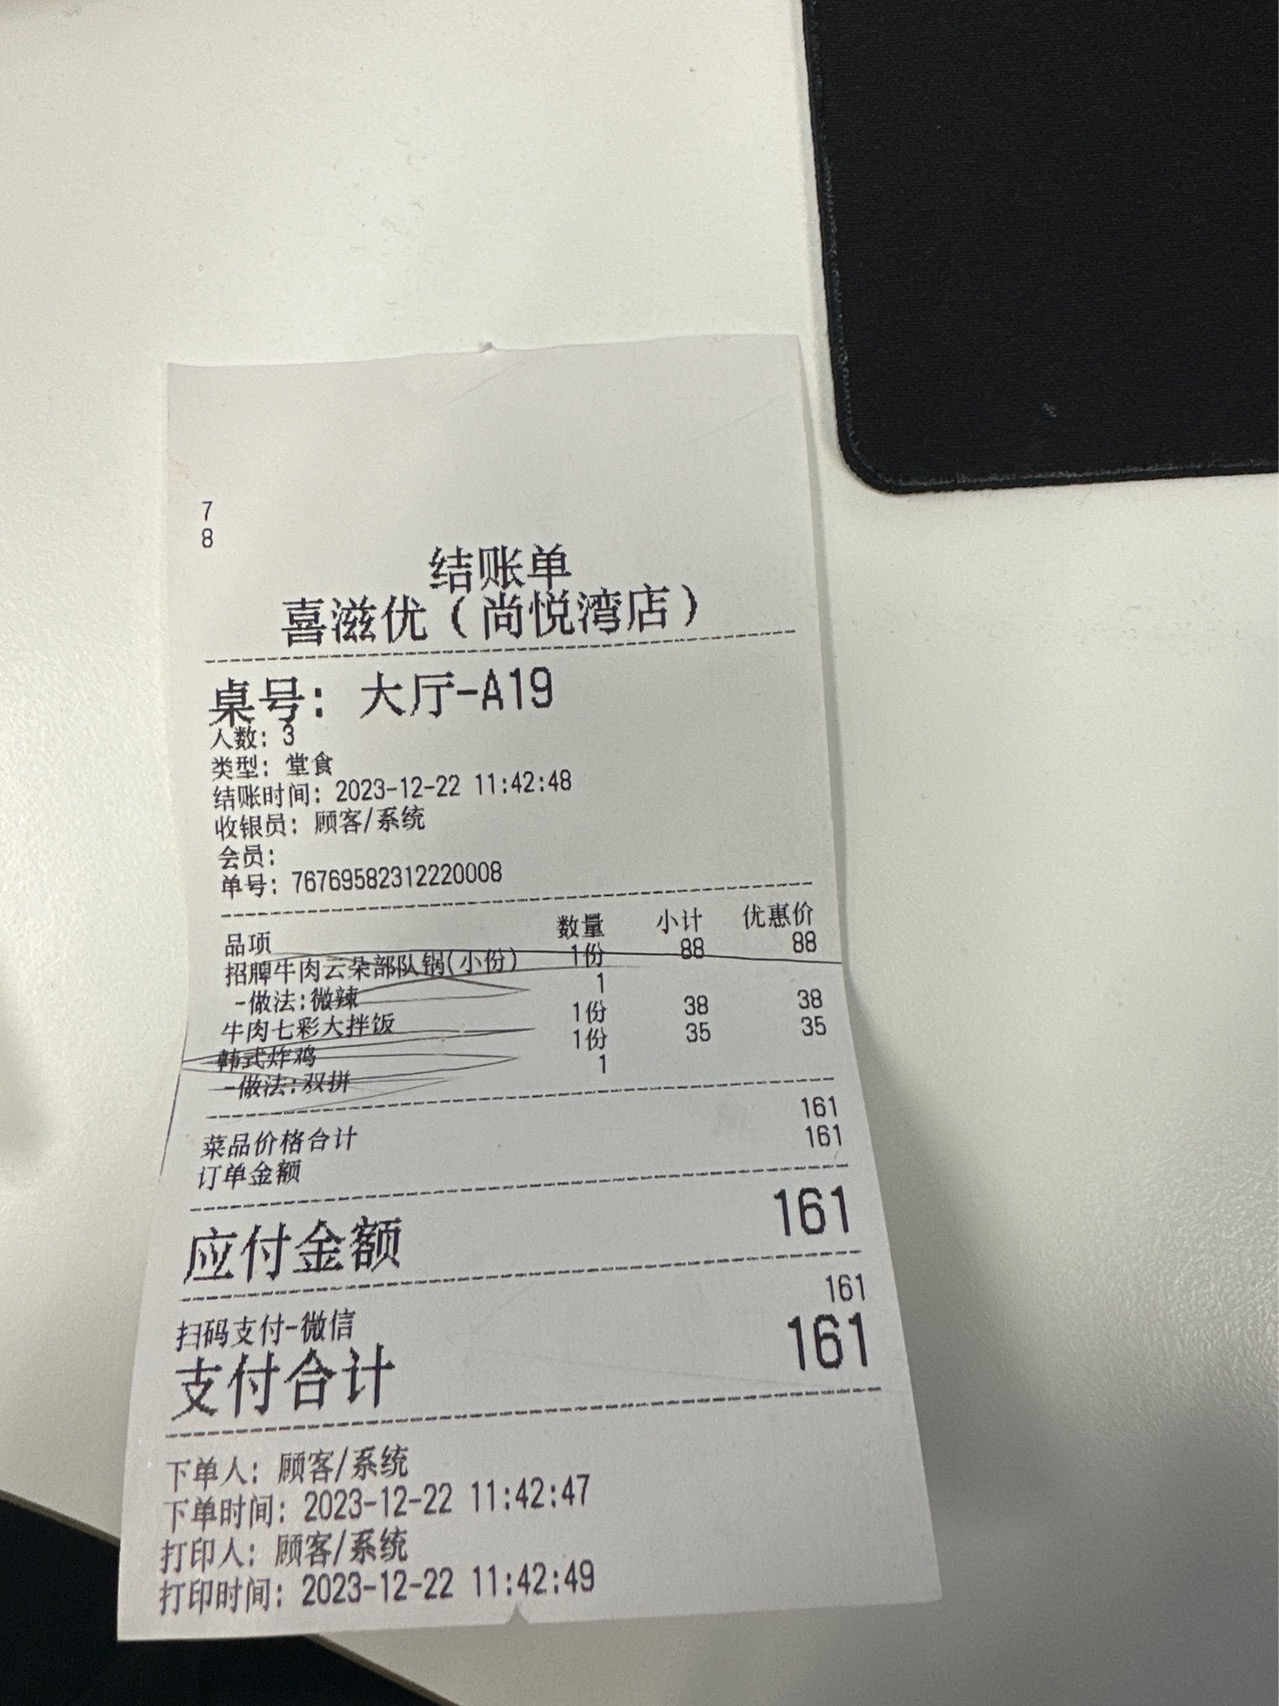 7
8
结账单
喜滋优（尚悦湾店）
桌号: 大厅-A19
人数: 3
类型: 堂食
结账时间: 2023-12-22 11:42:48
收银员: 顾客/系统
会员:
单号: 76769582312220008
品项 数量 小计 优惠价
招牌牛肉云朵部队锅(小份) 1份 88 88
-做法:微辣 1
牛肉七彩大拌饭 1份 38 38
韩式炸鸡 1份 35 35
-做法:双拼 1
菜品价格合计 161
订单金额 161
应付金额 161
扫码支付-微信 161
支付合计 161
下单人: 顾客/系统
下单时间: 2023-12-22 11:42:47
打印人: 顾客/系统
打印时间: 2023-12-22 11:42:49